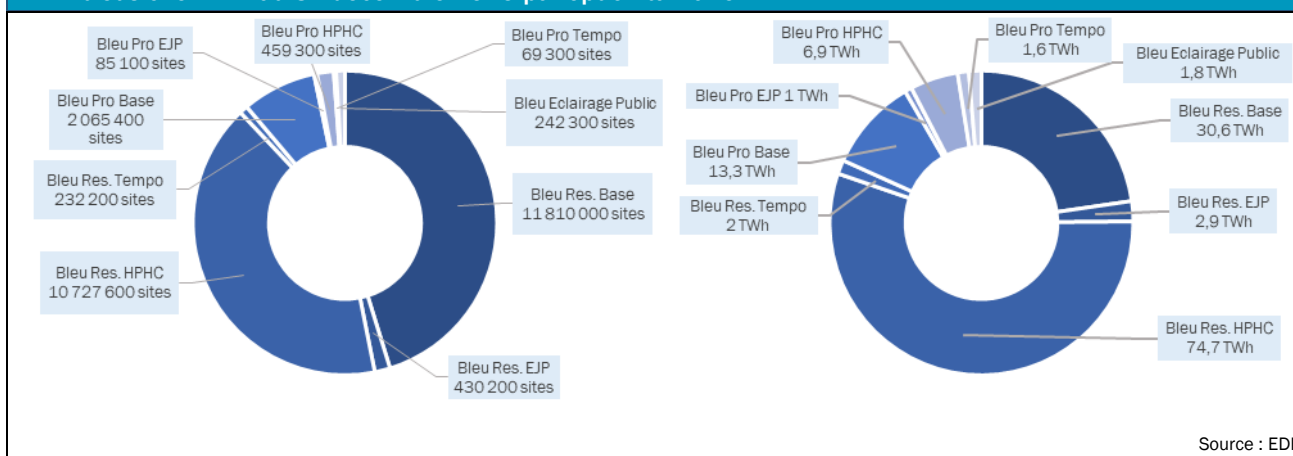 Bleu Pro EJP
85 100 sites
Bleu Pro HPHC
459 300 sites
Bleu Pro Tempo
69 300 sites
Bleu Pro Base
2 065 400
sites
Bleu Eclairage Public
242 300 sites
Bleu Res. Tempo
232 200 sites
Bleu Res. Base
11 810 000 sites
Bleu Res. HPHC
10 727 600 sites
Bleu Res. EJP
430 200 sites
Bleu Pro HPHC
6,9 TWh
Bleu Pro Tempo
1,6 TWh
Bleu Eclairage Public
1,8 TWh
Bleu Pro EJP 1 TWh
Bleu Res. Base
30,6 TWh
Bleu Pro Base
13,3 TWh
Bleu Res. Tempo
2 TWh
Bleu Res. EJP
2,9 TWh
Bleu Res. HPHC
74,7 TWh
Source : EDF